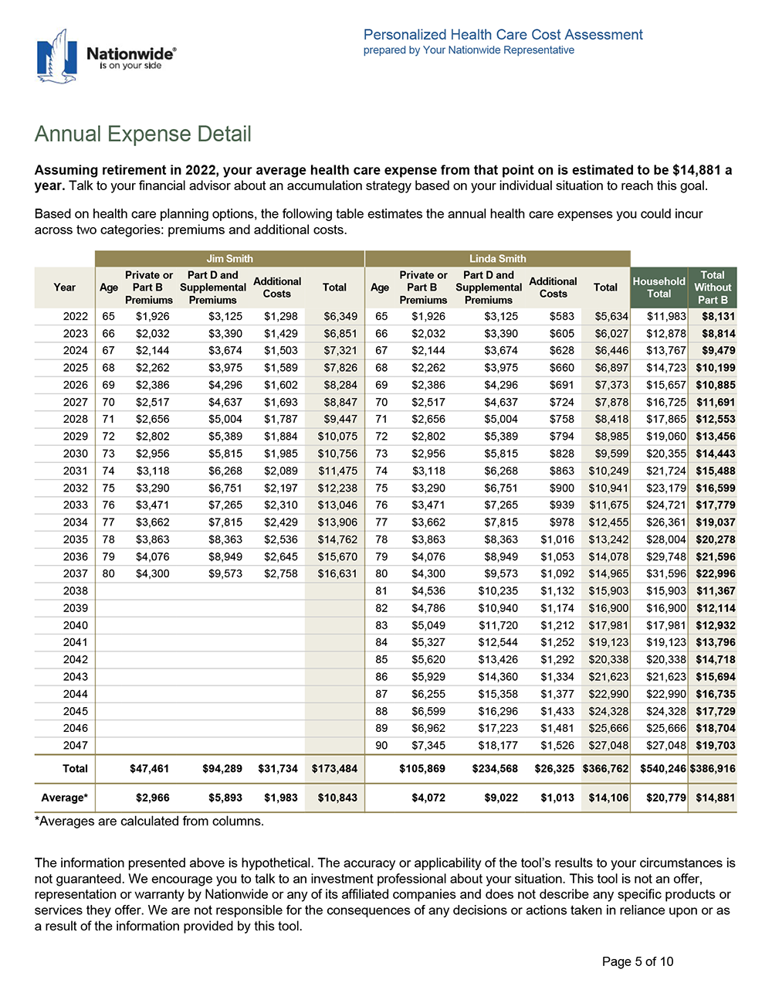 Nationwide®
is on your side
Personalized Health Care Cost Assessment
prepared by Your Nationwide Representative
Annual Expense Detail
Assuming retirement in 2022, your average health care expense from that point on is estimated to be $14,881 a
year. Talk to your financial advisor about an accumulation strategy based on your individual situation to reach this goal.
Based on health care planning options, the following table estimates the annual health care expenses you could incur
across two categories: premiums and additional costs.
Jim Smith Linda Smith
Year Age Private or Part B Premiums Part D and Supplemental Premiums Additional Costs Total Age Private or Part B Premiums Part D and Supplemental Premiums Additional Costs Total Household Total Total Without Part B
2022 65 $1,926 $3,125 $1,298 $6,349 65 $1,926 $3,125 $583 $5,634 $11,983 $8,131
2023 66 $2,032 $3,390 $1,429 $6,851 66 $2,032 $3,390 $605 $6,027 $12,878 $8,814
2024 67 $2,144 $3,674 $1,503 $7,321 67 $2,144 $3,674 $628 $6,446 $13,767 $9,479
2025 68 $2,262 $3,975 $1,589 $7,826 68 $2,262 $3,975 $660 $6,897 $14,723 $10,199
2026 69 $2,386 $4,296 $1,602 $8,284 69 $2,386 $4,296 $691 $7,373 $15,657 $10,885
2027 70 $2,517 $4,637 $1,693 $8,847 70 $2,517 $4,637 $724 $7,878 $16,725 $11,691
2028 71 $2,656 $5,004 $1,787 $9,447 71 $2,656 $5,004 $758 $8,418 $17,865 $12,553
2029 72 $2,802 $5,389 $1,884 $10,075 72 $2,802 $5,389 $794 $8,985 $19,060 $13,456
2030 73 $2,956 $5,815 $1,985 $10,756 73 $2,956 $5,815 $828 $9,599 $20,355 $14,443
2031 74 $3,118 $6,268 $2,089 $11,475 74 $3,118 $6,268 $863 $10,249 $21,724 $15,488
2032 75 $3,290 $6,751 $2,197 $12,238 75 $3,290 $6,751 $900 $10,941 $23,179 $16,599
2033 76 $3,471 $7,265 $2,310 $13,046 76 $3,471 $7,265 $939 $11,675 $24,721 $17,779
2034 77 $3,662 $7,815 $2,429 $13,906 77 $3,662 $7,815 $978 $12,455 $26,361 $19,037
2035 78 $3,863 $8,363 $2,536 $14,762 78 $3,863 $8,363 $1,016 $13,242 $28,004 $20,278
2036 79 $4,076 $8,949 $2,645 $15,670 79 $4,076 $8,949 $1,053 $14,078 $29,748 $21,596
2037 80 $4,300 $9,573 $2,758 $16,631 80 $4,300 $9,573 $1,092 $14,965 $31,596 $22,996
2038 81 $4,536 $10,235 $1,132 $15,903 $15,903 $11,367
2039 82 $4,786 $10,940 $1,174 $16,900 $16,900 $12,114
2040 83 $5,049 $11,720 $1,212 $17,981 $17,981 $12,932
2041 84 $5,327 $12,544 $1,252 $19,123 $19,123 $13,796
2042 85 $5,620 $13,426 $1,292 $20,338 $20,338 $14,718
2043 86 $5,929 $14,360 $1,334 $21,623 $21,623 $15,694
2044 87 $6,255 $15,358 $1,377 $22,990 $22,990 $16,735
2045 88 $6,599 $16,296 $1,433 $24,328 $24,328 $17,729
2046 89 $6,962 $17,223 $1,481 $25,666 $25,666 $18,704
2047 90 $7,345 $18,177 $1,526 $27,048 $27,048 $19,703
Total $47,461 $94,289 $31,734 $173,484 $105,869 $234,568 $26,325 $366,762 $540,246 $386,916
Average* $2,966 $5,893 $1,983 $10,843 $4,072 $9,022 $1,013 $14,106 $20,779 $14,881
*Averages are calculated from columns.
The information presented above is hypothetical. The accuracy or applicability of the tool's results to your circumstances is
not guaranteed. We encourage you to talk to an investment professional about your situation. This tool is not an offer,
representation or warranty by Nationwide or any of its affiliated companies and does not describe any specific products or
services they offer. We are not responsible for the consequences of any decisions or actions taken in reliance upon or as
a result of the information provided by this tool.
Page 5 of 10